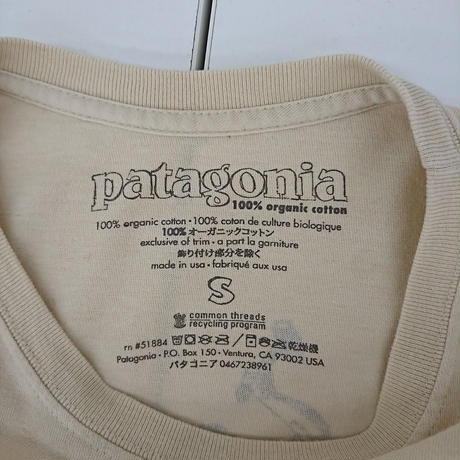 patagonia
100% organic cotton
100% organic cotton • 100% coton de culture biologique
100% オーガニックコットン
exclusive of trim • a part la garniture
飾り付け部分を除く
made in usa • fabriqué aux usa
S
common threads
recycling program
rn #51884 乾燥機
Patagonia • P.O. Box 150 • Ventura, CA 93002 USA
パタゴニア 0467238961